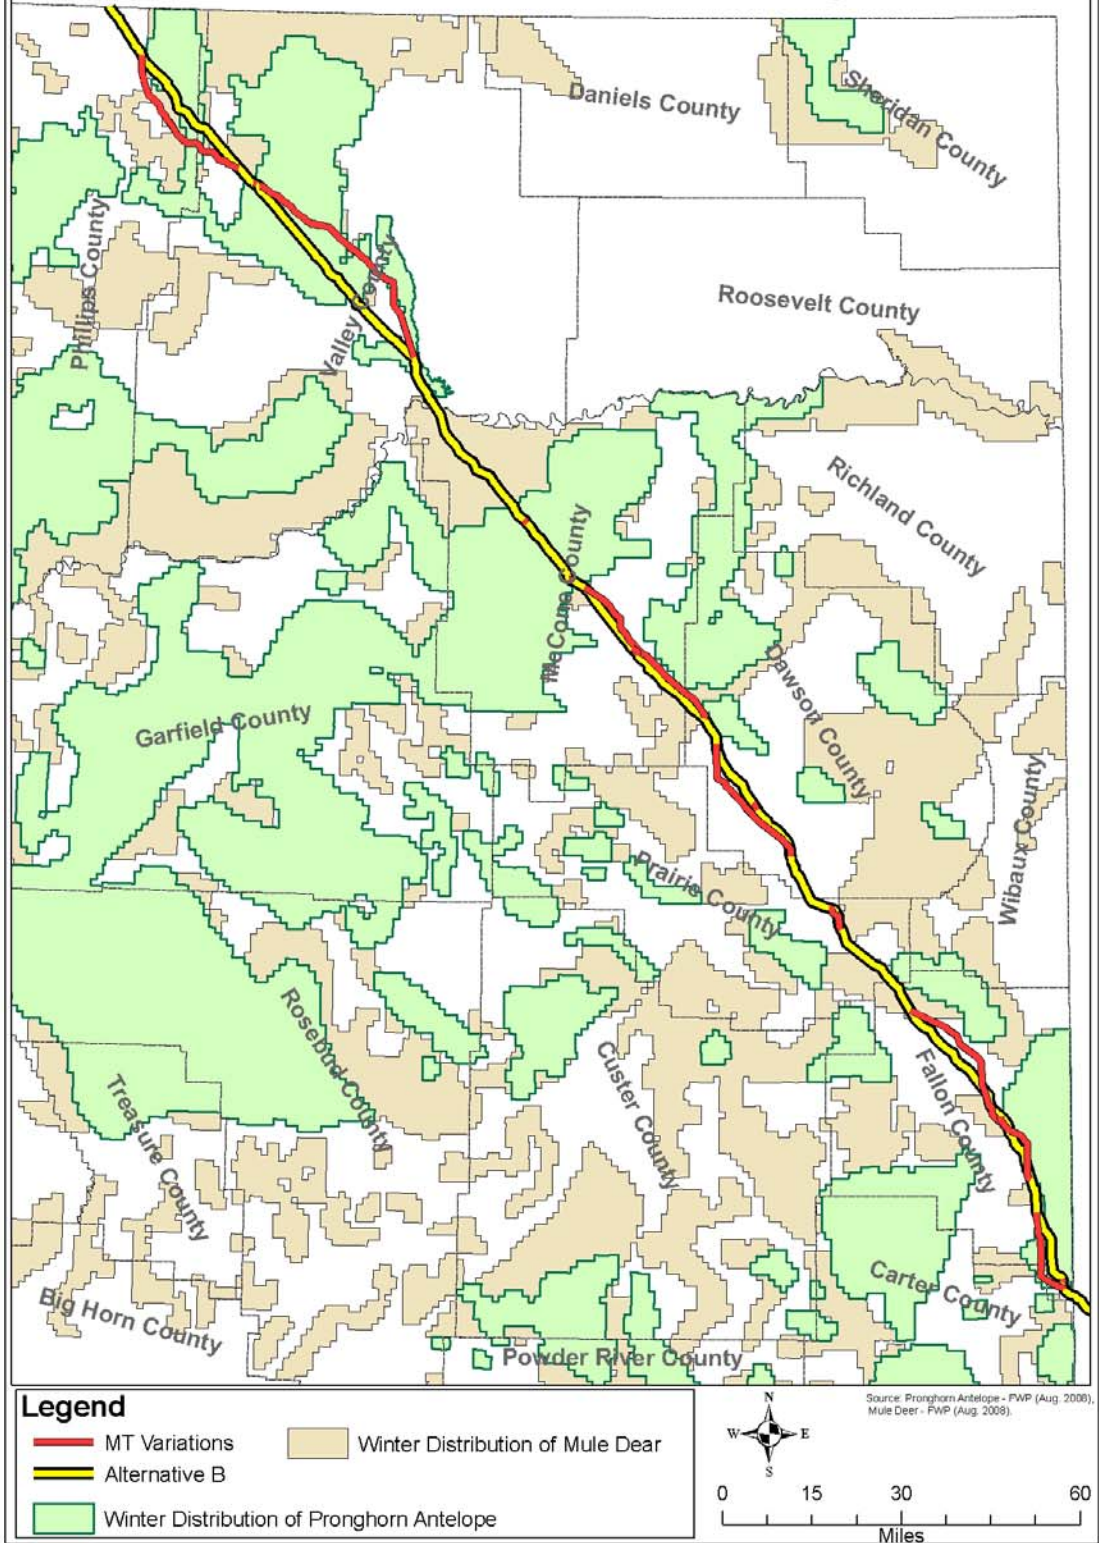 Daniels County
Sheridan County
Phillips County
Valley County
Roosevelt County
Richland County
McCone County
Dawson County
Garfield County
Wibaux County
Prairie County
Rosebud County
Custer County
Fallon County
Treasure County
Carter County
Big Horn County
Powder River County
Legend
MT Variations
Alternative B
Winter Distribution of Mule Dear
Winter Distribution of Pronghorn Antelope
N
W E
S
Source: Pronghorn Antelope - FWP (Aug. 2008),
Mule Deer - FWP (Aug. 2008).
0 15 30 60
Miles